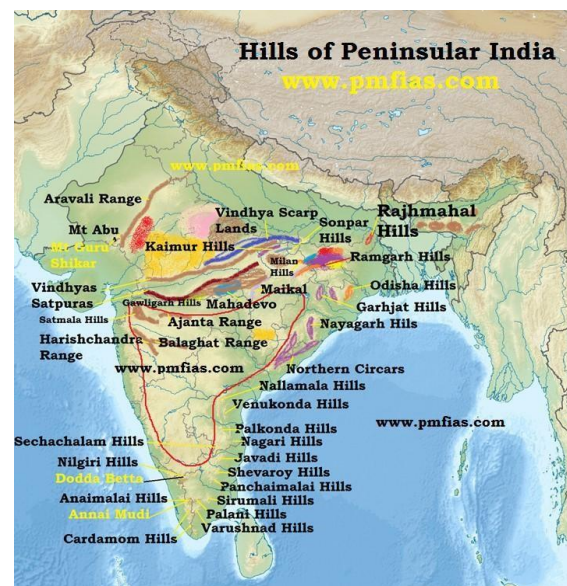 Hills of Peninsular India
www.pmfias.com
www.pmfias.com
Aravali Range
Mt Abu
Mt Guru
Shikar
Kaimur Hills
Vindhya Scarp
Lands
Sonpar
Hills
Rajhmahal
Hills
Milan
Hills
Ramgarh Hills
Vindhyas
Satpuras
Gawligarh Hills
Mahadevo
Maikal
Odisha Hills
Garhjat Hills
Satmala Hills
Ajanta Range
Nayagarh Hils
Harishchandra
Range
Balaghat Range
www.pmfias.com
Northern Circars
Nallamala Hills
Venukonda Hills
www.pmfias.com
Palkonda Hills
Sechachalam Hills
Nagari Hills
Javadi Hills
Nilgiri Hills
Dodda Betta
Shevaroy Hills
Panchaimalai Hills
Anaimalai Hills
Sirumali Hills
Annai Mudi
Palani Hills
Varushnad Hills
Cardamom Hills